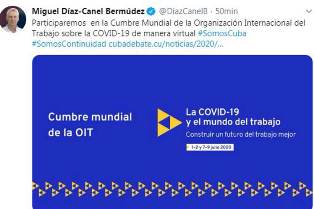 Miguel Díaz-Canel Bermúdez @DiazCanelB · 50min
Participaremos en la Cumbre Mundial de la Organización Internacional del
Trabajo sobre la COVID-19 de manera virtual #SomosCuba
#SomosContinuidad cubadebate.cu/noticias/2020/...
Cumbre mundial
de la OIT
La COVID-19
y el mundo del trabajo
Construir un futuro del trabajo mejor
1-2 y 7-9 junio 2020